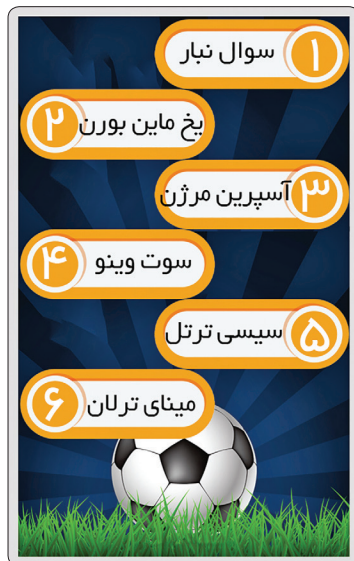 ۱ سوال نبار
۲ یخ ماین بورن
۳ آسپرین مرژن
۴ سوت وینو
۵ سیسی ترتل
۶ مینای ترلان